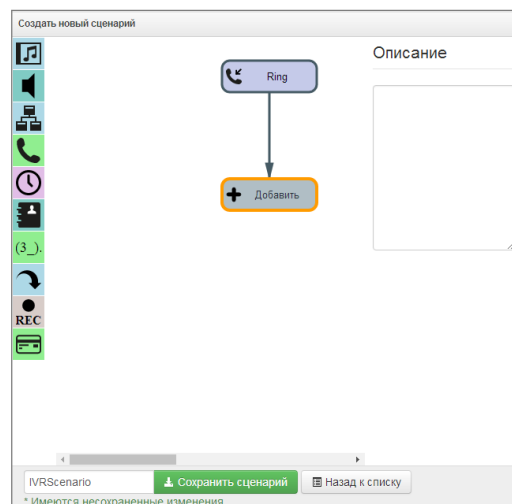 Создать новый сценарий
Описание
Ring
Добавить
(3_).
REC
IVRScenario
Сохранить сценарий
Назад к списку
* Имеются несохраненные изменения